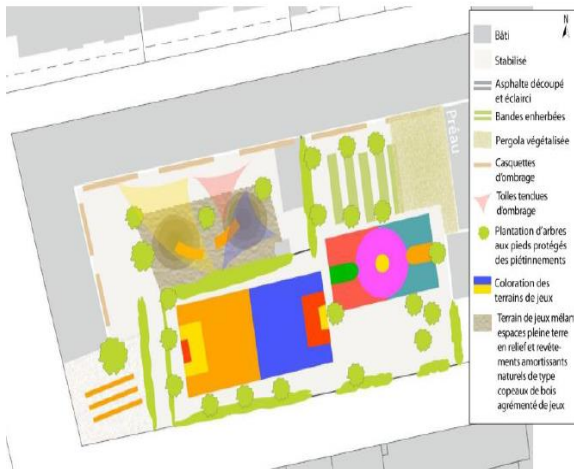 N
Bâti
Stabilisé
Asphalte découpé
et éclairci
Bandes enherbées
Pergola végétalisée
Casquettes
d'ombrage
Toiles tendues
d'ombrage
Plantation d'arbres
aux pieds protégés
des piétinnements
Coloration des
terrains de jeux
Terrain de jeux mélan
espaces pleine terre
en relief et revête-
ments amortissants
naturels de type
copeaux de bois
agrémenté de jeux
Préau